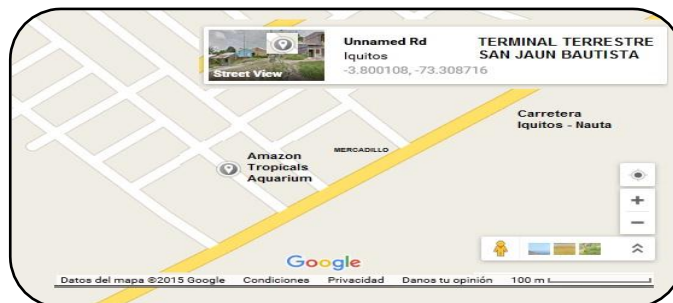 Unnamed Rd
Iquitos
-3.800108, -73.308716
TERMINAL TERRESTRE
SAN JAUN BAUTISTA
Street View
Carretera
Iquitos - Nauta
MERCADILLO
Amazon
Tropicals
Aquarium
Google
Datos del mapa ©2015 Google Condiciones Privacidad Danos tu opinión 100 m